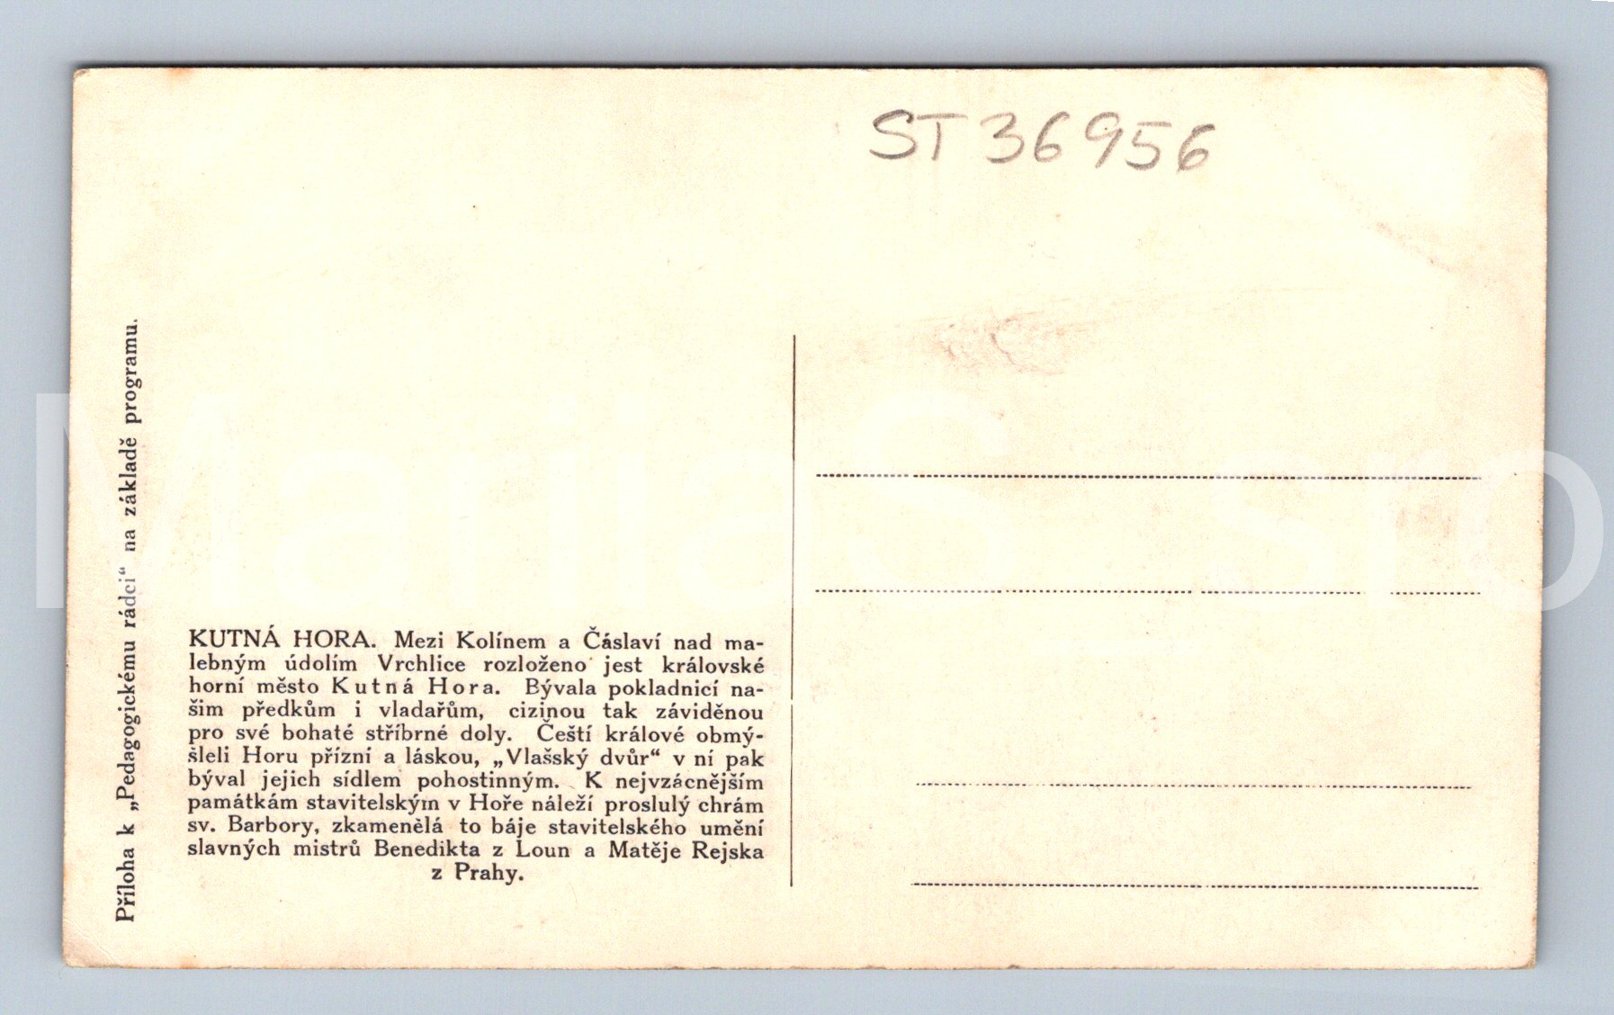 ST 36956
Příloha k „Pedagogickému rádci“ na základě programu.
KUTNÁ HORA. Mezi Kolínem a Čáslaví nad ma-
lebným údolím Vrchlice rozloženo jest královské
horní město Kutná Hora. Bývala pokladnicí na-
šim předkům i vladařům, cizinou tak záviděnou
pro své bohaté stříbrné doly. Čeští králové obmý-
šleli Horu přízní a láskou, „Vlašský dvůr“ v ní pak
býval jejich sídlem pohostinným. K nejvzácnějším
památkám stavitelským v Hoře náleží proslulý chrám
sv. Barbory, zkamenělá to báje stavitelského umění
slavných mistrů Benedikta z Loun a Matěje Rejska
z Prahy.